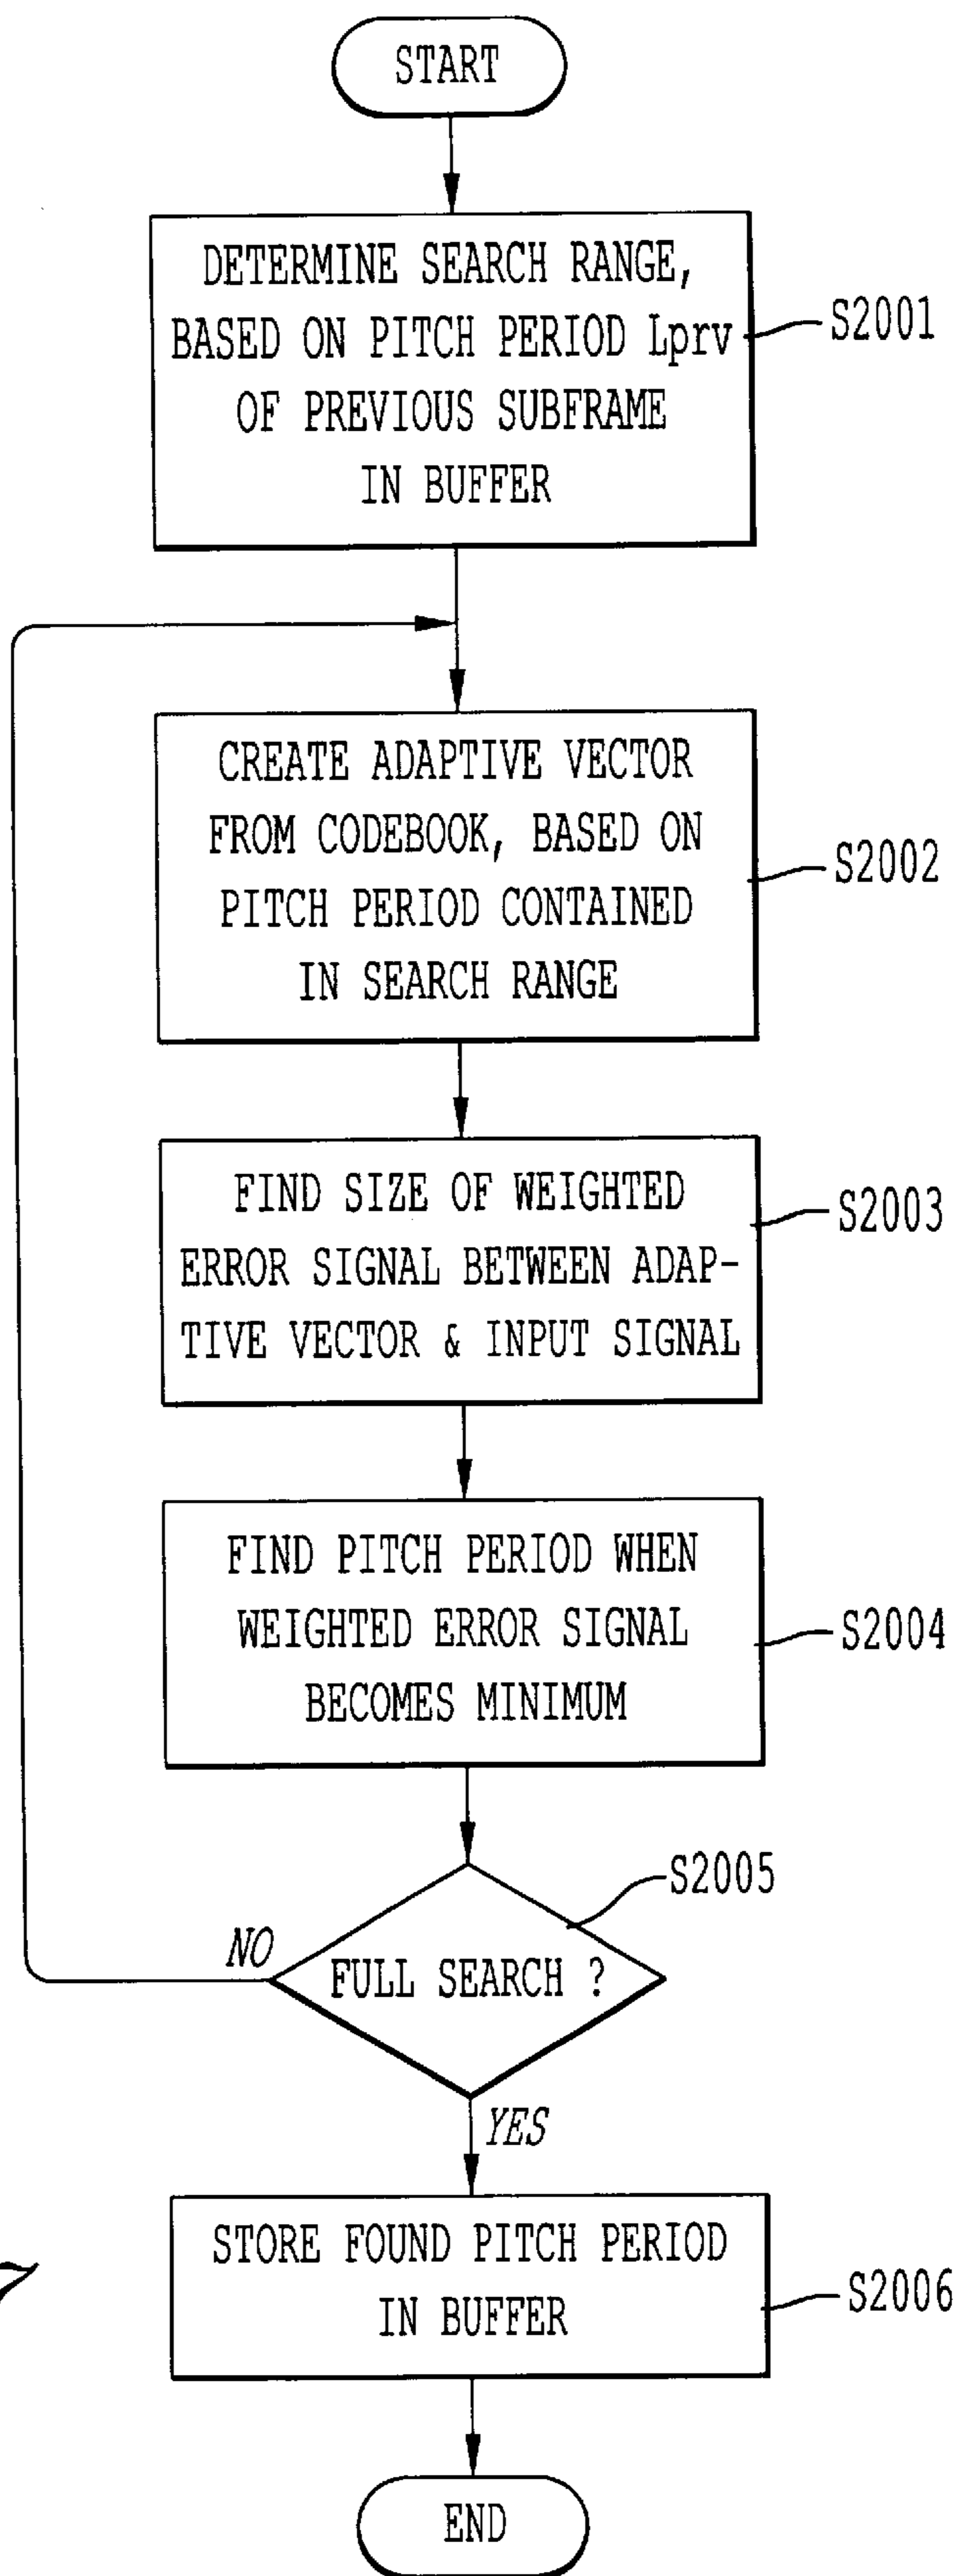 START
DETERMINE SEARCH RANGE,
BASED ON PITCH PERIOD Lprv
OF PREVIOUS SUBFRAME
IN BUFFER
S2001
CREATE ADAPTIVE VECTOR
FROM CODEBOOK, BASED ON
PITCH PERIOD CONTAINED
IN SEARCH RANGE
S2002
FIND SIZE OF WEIGHTED
ERROR SIGNAL BETWEEN ADAP-
TIVE VECTOR & INPUT SIGNAL
S2003
FIND PITCH PERIOD WHEN
WEIGHTED ERROR SIGNAL
BECOMES MINIMUM
S2004
S2005
NO
FULL SEARCH ?
YES
STORE FOUND PITCH PERIOD
IN BUFFER
S2006
END